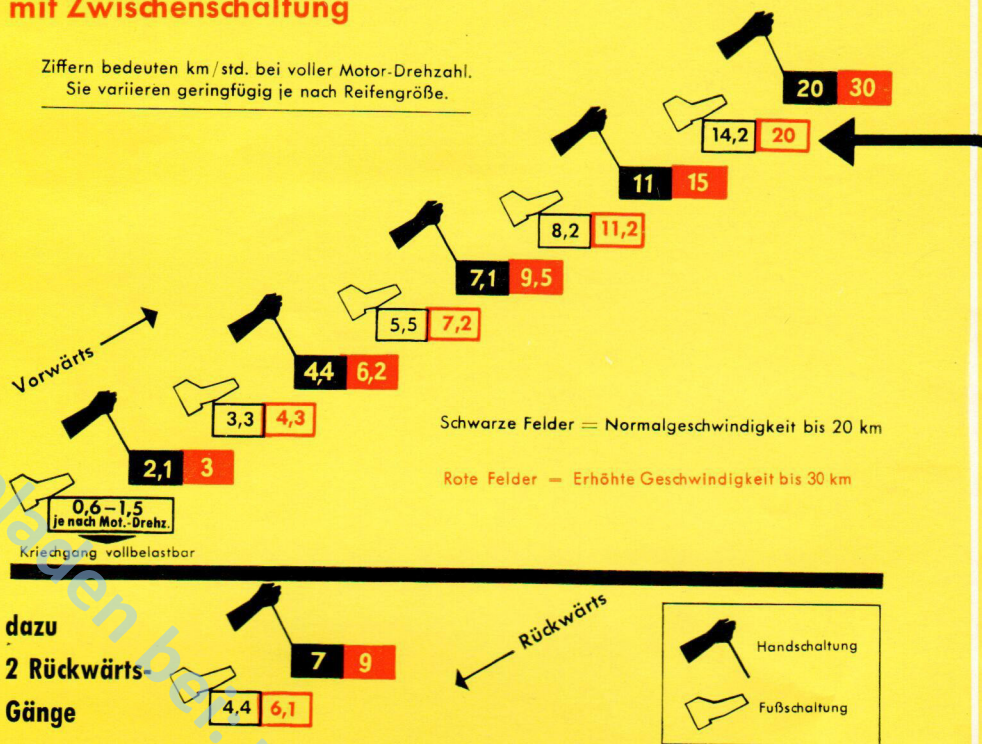 mit Zwischenschaltung
Ziffern bedeuten km/std. bei voller Motor-Drehzahl.
Sie variieren geringfügig je nach Reifengröße.
20 30
14,2 20
11 15
8,2 11,2
7,1 9,5
5,5 7,2
Vorwärts
4,4 6,2
3,3 4,3
Schwarze Felder = Normalgeschwindigkeit bis 20 km
2,1 3
Rote Felder = Erhöhte Geschwindigkeit bis 30 km
0,6–1,5
je nach Mot.-Drehz.
Kriechgang vollbelastbar
dazu
2 Rückwärts-
Gänge
7 9
4,4 6,1
Rückwärts
Handschaltung
Fußschaltung